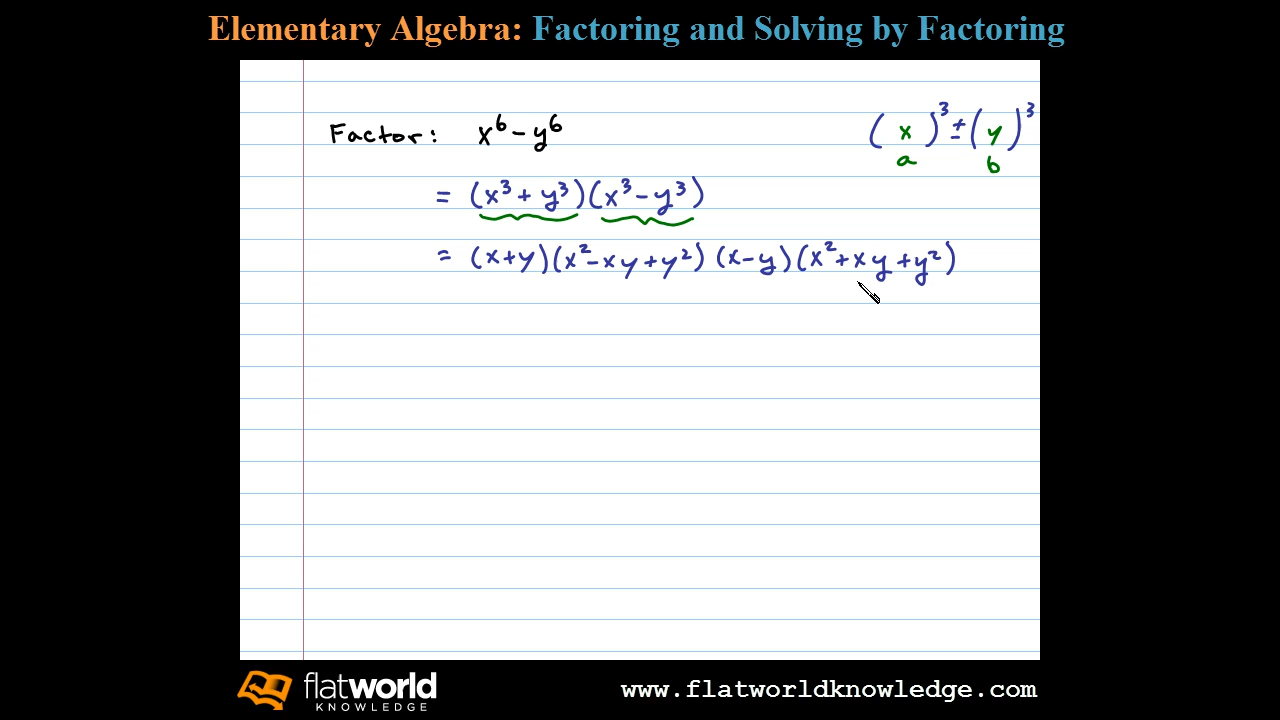 Elementary Algebra: Factoring and Solving by Factoring
Factor: x⁶ - y⁶
( x )³ ± ( y )³
a b
= (x³ + y³)(x³ - y³)
= (x+y)(x² - xy + y²) (x-y)(x² + xy + y²)
flatworld
KNOWLEDGE
www.flatworldknowledge.com